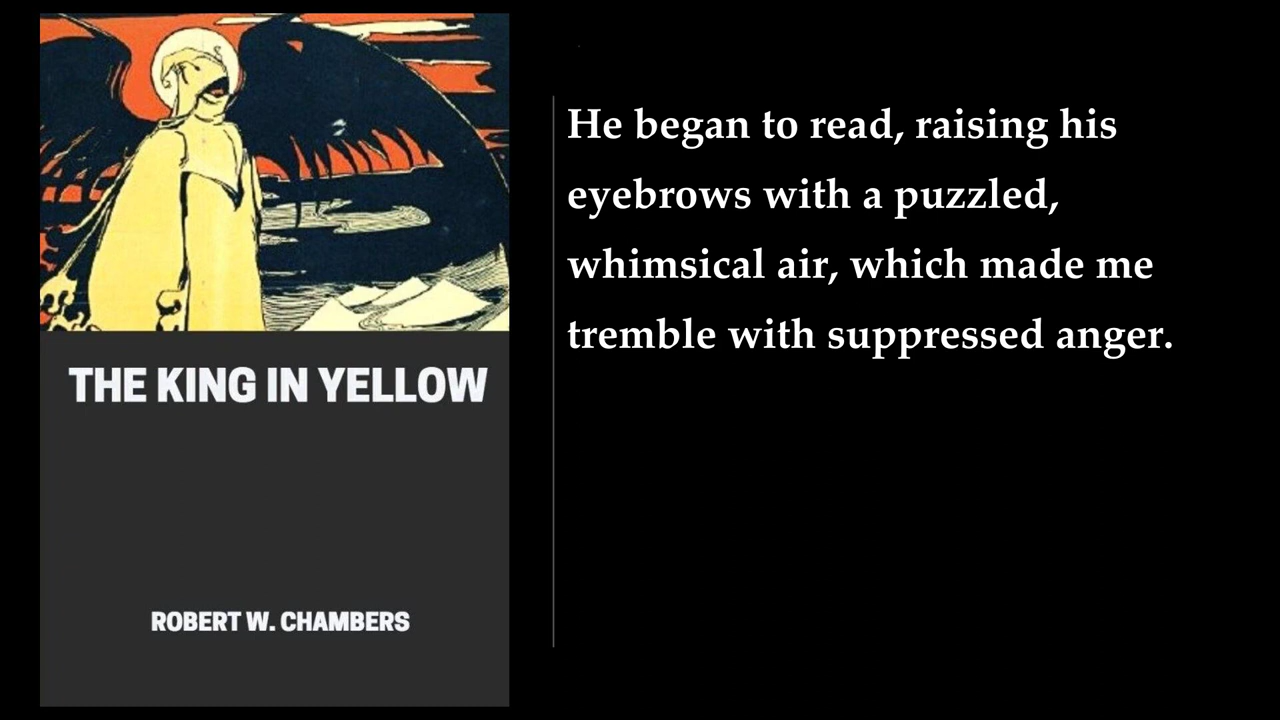 THE KING IN YELLOW
ROBERT W. CHAMBERS
He began to read, raising his
eyebrows with a puzzled,
whimsical air, which made me
tremble with suppressed anger.